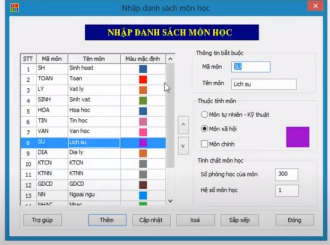 Nhập danh sách môn học
NHẬP DANH SÁCH MÔN HỌC
STT Mã môn Tên môn Màu mặc định
1 SH Sinh hoat
2 TOAN Toan
3 LY Vat ly
4 SINH Sinh vat
5 HOA Hoa hoc
6 TIN Tin hoc
7 VAN Van hoc
8 SU Lich su
9 DIA Dia ly
10 KTCN KTCN
11 KTNN KTNN
12 GDCD GDCD
13 NN Ngoai ngu
14 NHAC Nhac
Thông tin bắt buộc
Mã môn SU
Tên môn Lich su
Thuộc tính môn
Môn tự nhiên - Kỹ thuật
Môn xã hội
Môn chính
Tính chất môn học
Số phòng học của môn 300
Hệ số môn học 1
Trợ giúp Thêm Cập nhật Xoá Sắp xếp Đóng